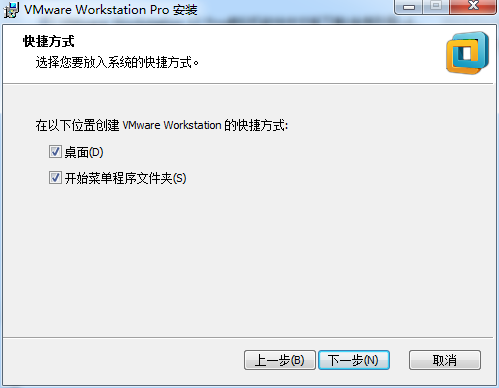 VMware Workstation Pro 安装
快捷方式
选择您要放入系统的快捷方式。
在以下位置创建 VMware Workstation 的快捷方式:
桌面(D)
开始菜单程序文件夹(S)
上一步(B) 下一步(N) 取消